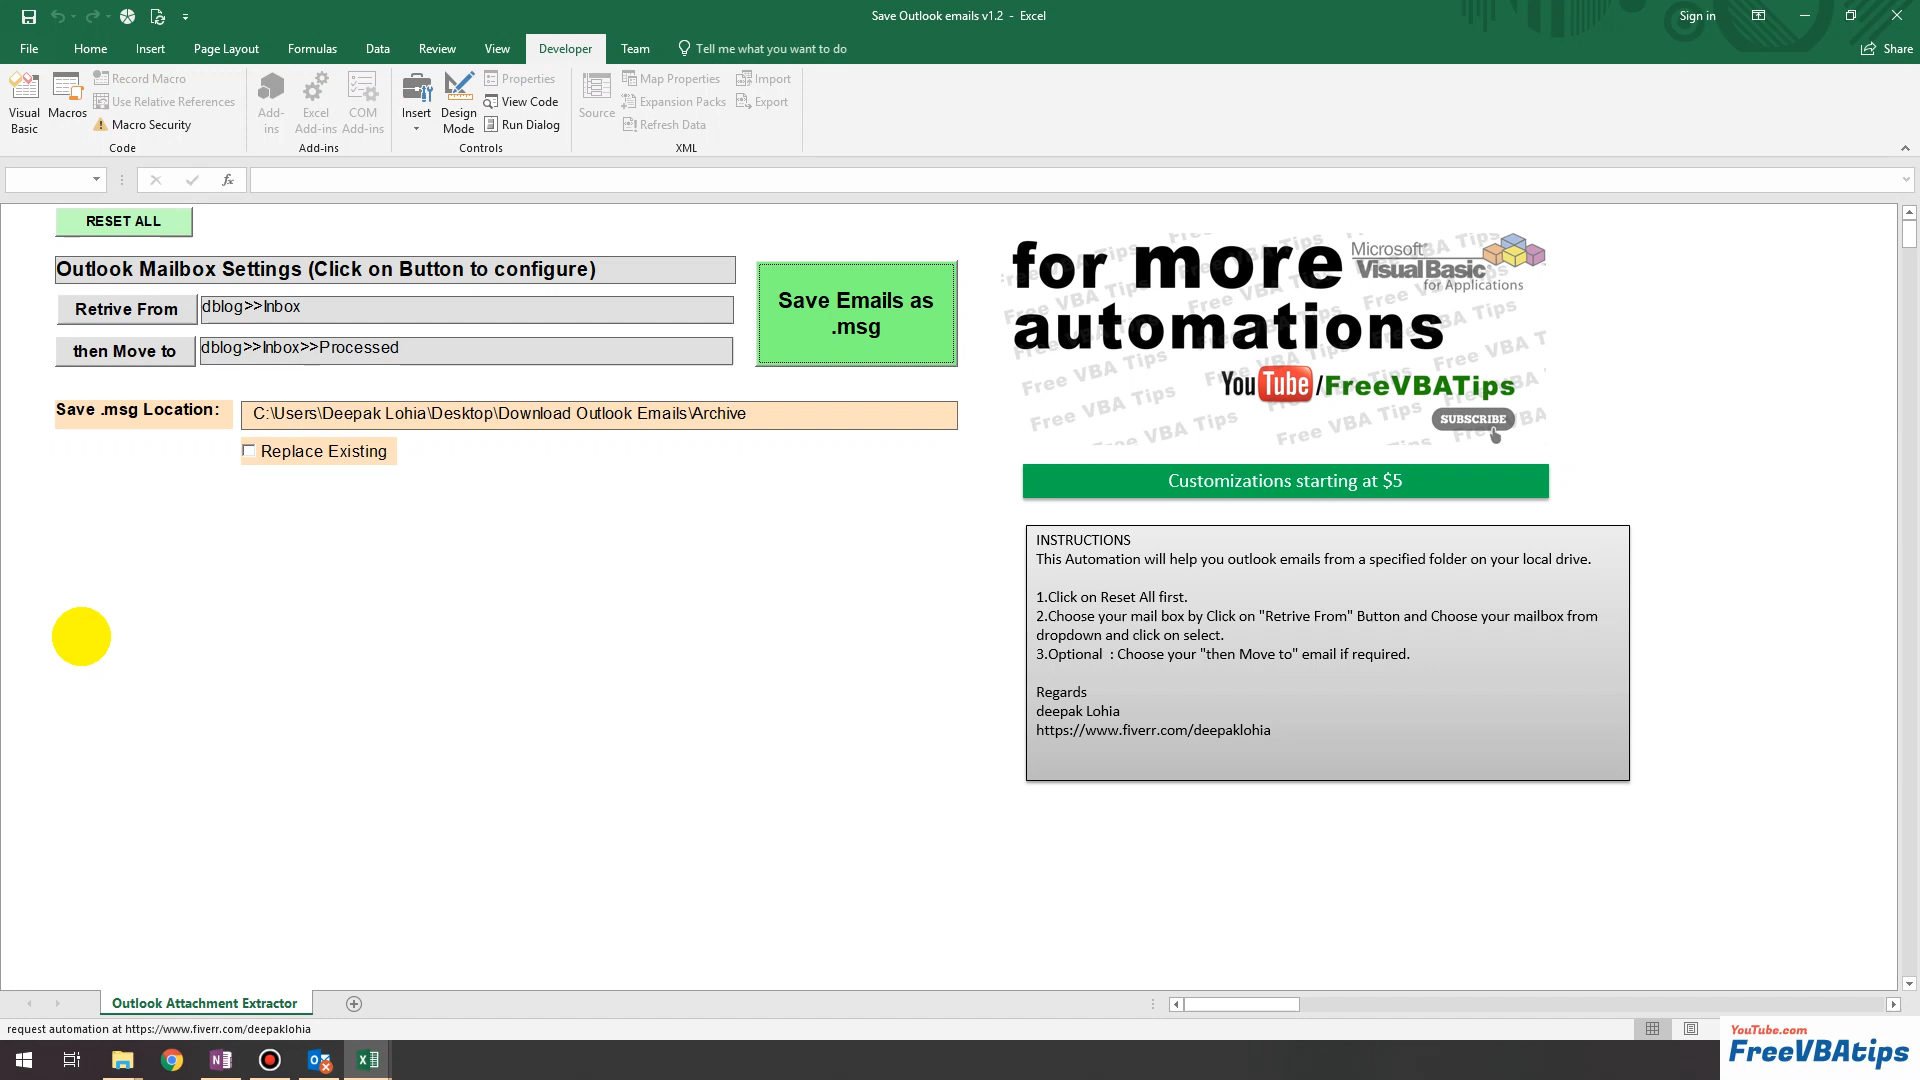 Save Outlook emails v1.2 - Excel
Sign in
File Home Insert Page Layout Formulas Data Review View Developer Team Tell me what you want to do
Share
Visual Basic
Macros
Record Macro
Use Relative References
Macro Security
Code
Add-ins
Excel Add-ins
COM Add-ins
Add-ins
Insert
Design Mode
Properties
View Code
Run Dialog
Controls
Source
Map Properties
Expansion Packs
Refresh Data
Import
Export
XML
fx
RESET ALL
Outlook Mailbox Settings (Click on Button to configure)
Retrive From
dblog>>Inbox
then Move to
dblog>>Inbox>>Processed
Save Emails as
.msg
Save .msg Location:
C:\Users\Deepak Lohia\Desktop\Download Outlook Emails\Archive
Replace Existing
for more
automations
Microsoft
Visual Basic
for Applications
YouTube/FreeVBATips
SUBSCRIBE
Customizations starting at $5
INSTRUCTIONS
This Automation will help you outlook emails from a specified folder on your local drive.
1.Click on Reset All first.
2.Choose your mail box by Click on "Retrive From" Button and Choose your mailbox from
dropdown and click on select.
3.Optional : Choose your "then Move to" email if required.
Regards
deepak Lohia
https://www.fiverr.com/deepaklohia
Outlook Attachment Extractor
request automation at https://www.fiverr.com/deepaklohia
YouTube.com
FreeVBAtips